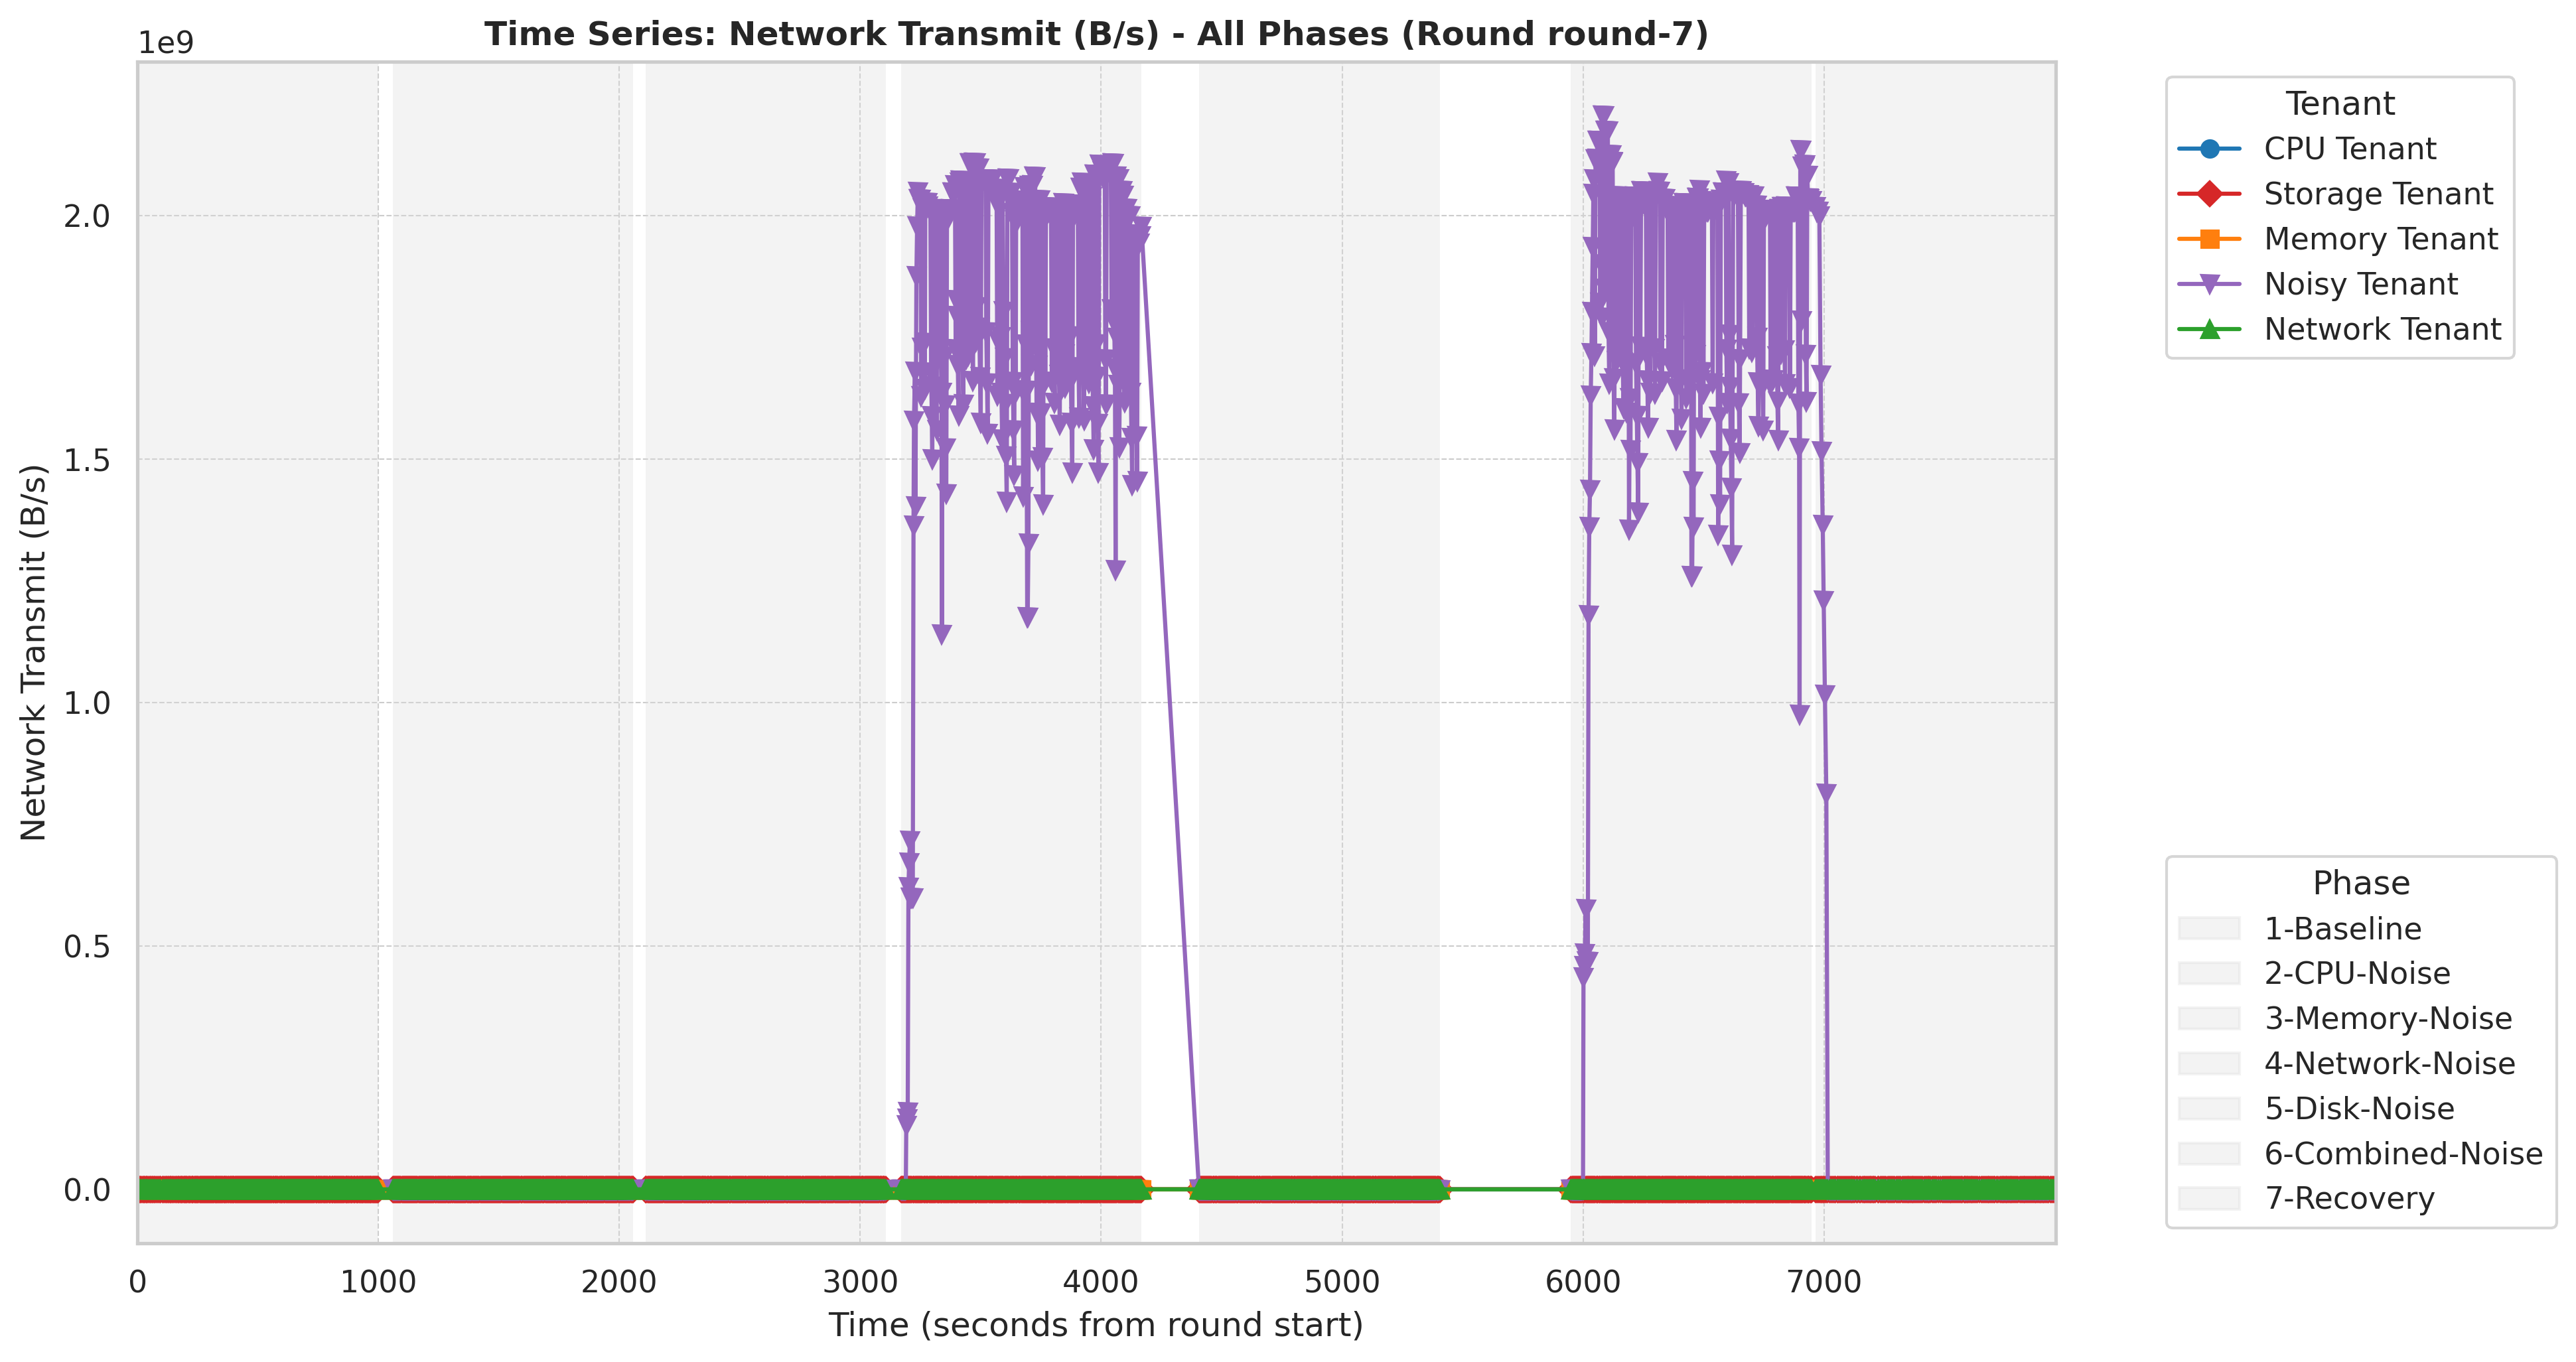 Time Series: Network Transmit (B/s) - All Phases (Round round-7)
1e9
Network Transmit (B/s)
2.0
1.5
1.0
0.5
0.0
0 1000 2000 3000 4000 5000 6000 7000
Time (seconds from round start)
Tenant
CPU Tenant
Storage Tenant
Memory Tenant
Noisy Tenant
Network Tenant
Phase
1-Baseline
2-CPU-Noise
3-Memory-Noise
4-Network-Noise
5-Disk-Noise
6-Combined-Noise
7-Recovery